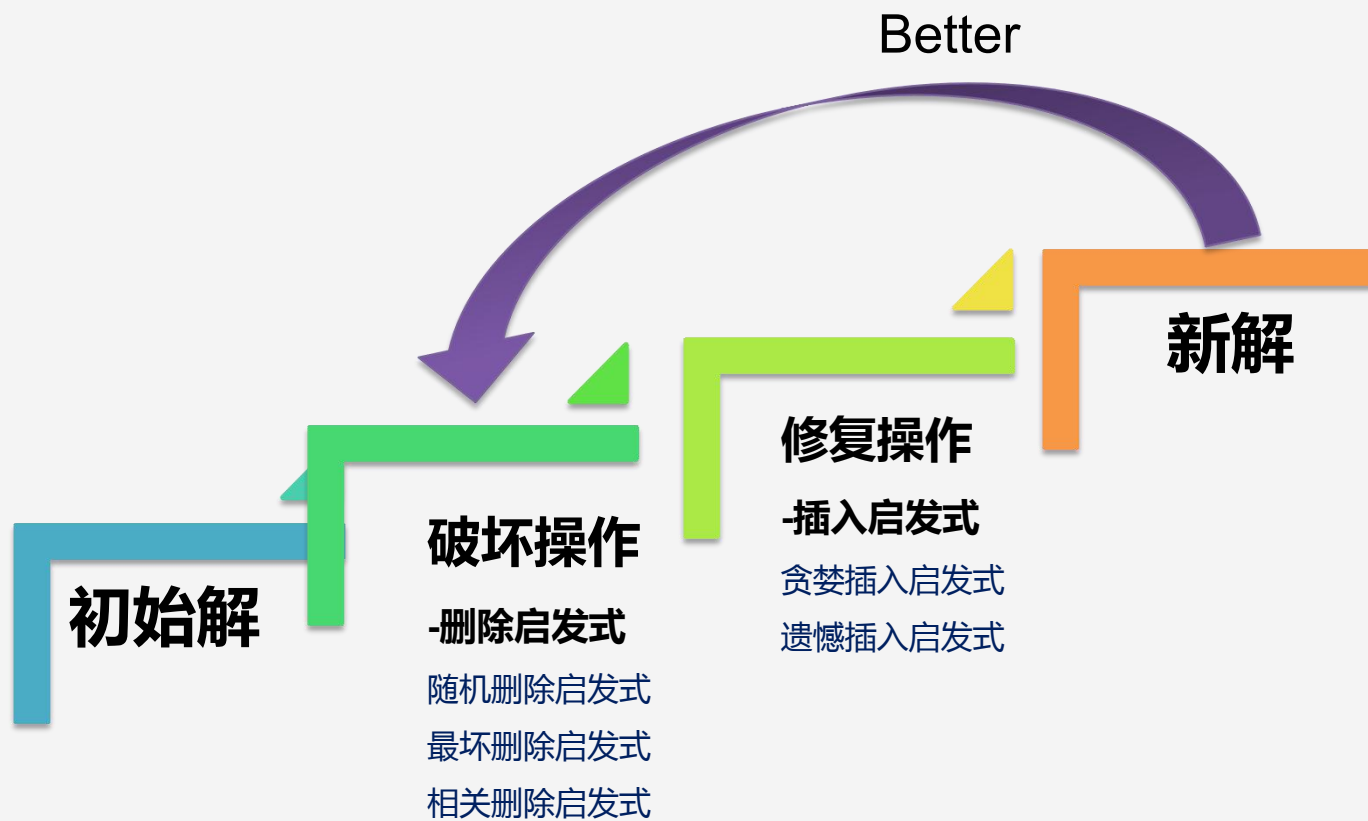 Better
初始解
破坏操作
-删除启发式
随机删除启发式
最坏删除启发式
相关删除启发式
修复操作
-插入启发式
贪婪插入启发式
遗憾插入启发式
新解